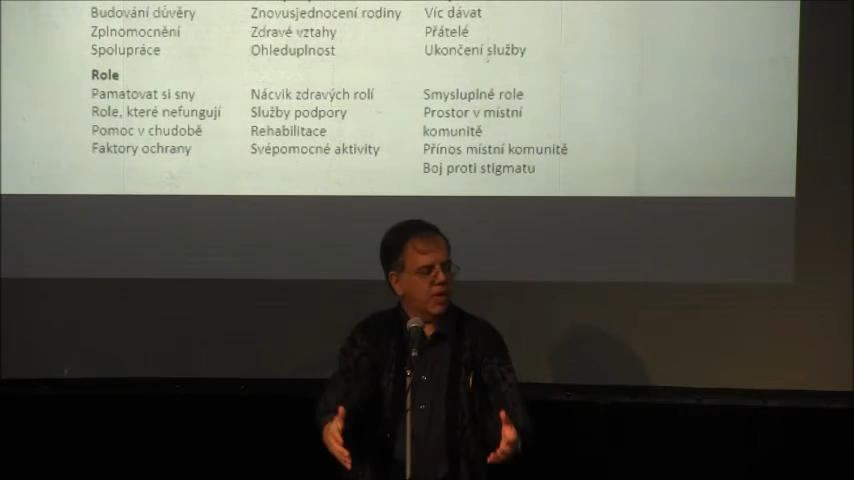 Budování důvěry
Zplnomocnění
Spolupráce
Znovusjednocení rodiny
Zdravé vztahy
Ohleduplnost
Víc dávat
Přátelé
Ukončení služby
Role
Pamatovat si sny
Role, které nefungují
Pomoc v chudobě
Faktory ochrany
Nácvik zdravých rolí
Služby podpory
Rehabilitace
Svépomocné aktivity
Smysluplné role
Prostor v místní
komunitě
Přínos místní komunitě
Boj proti stigmatu